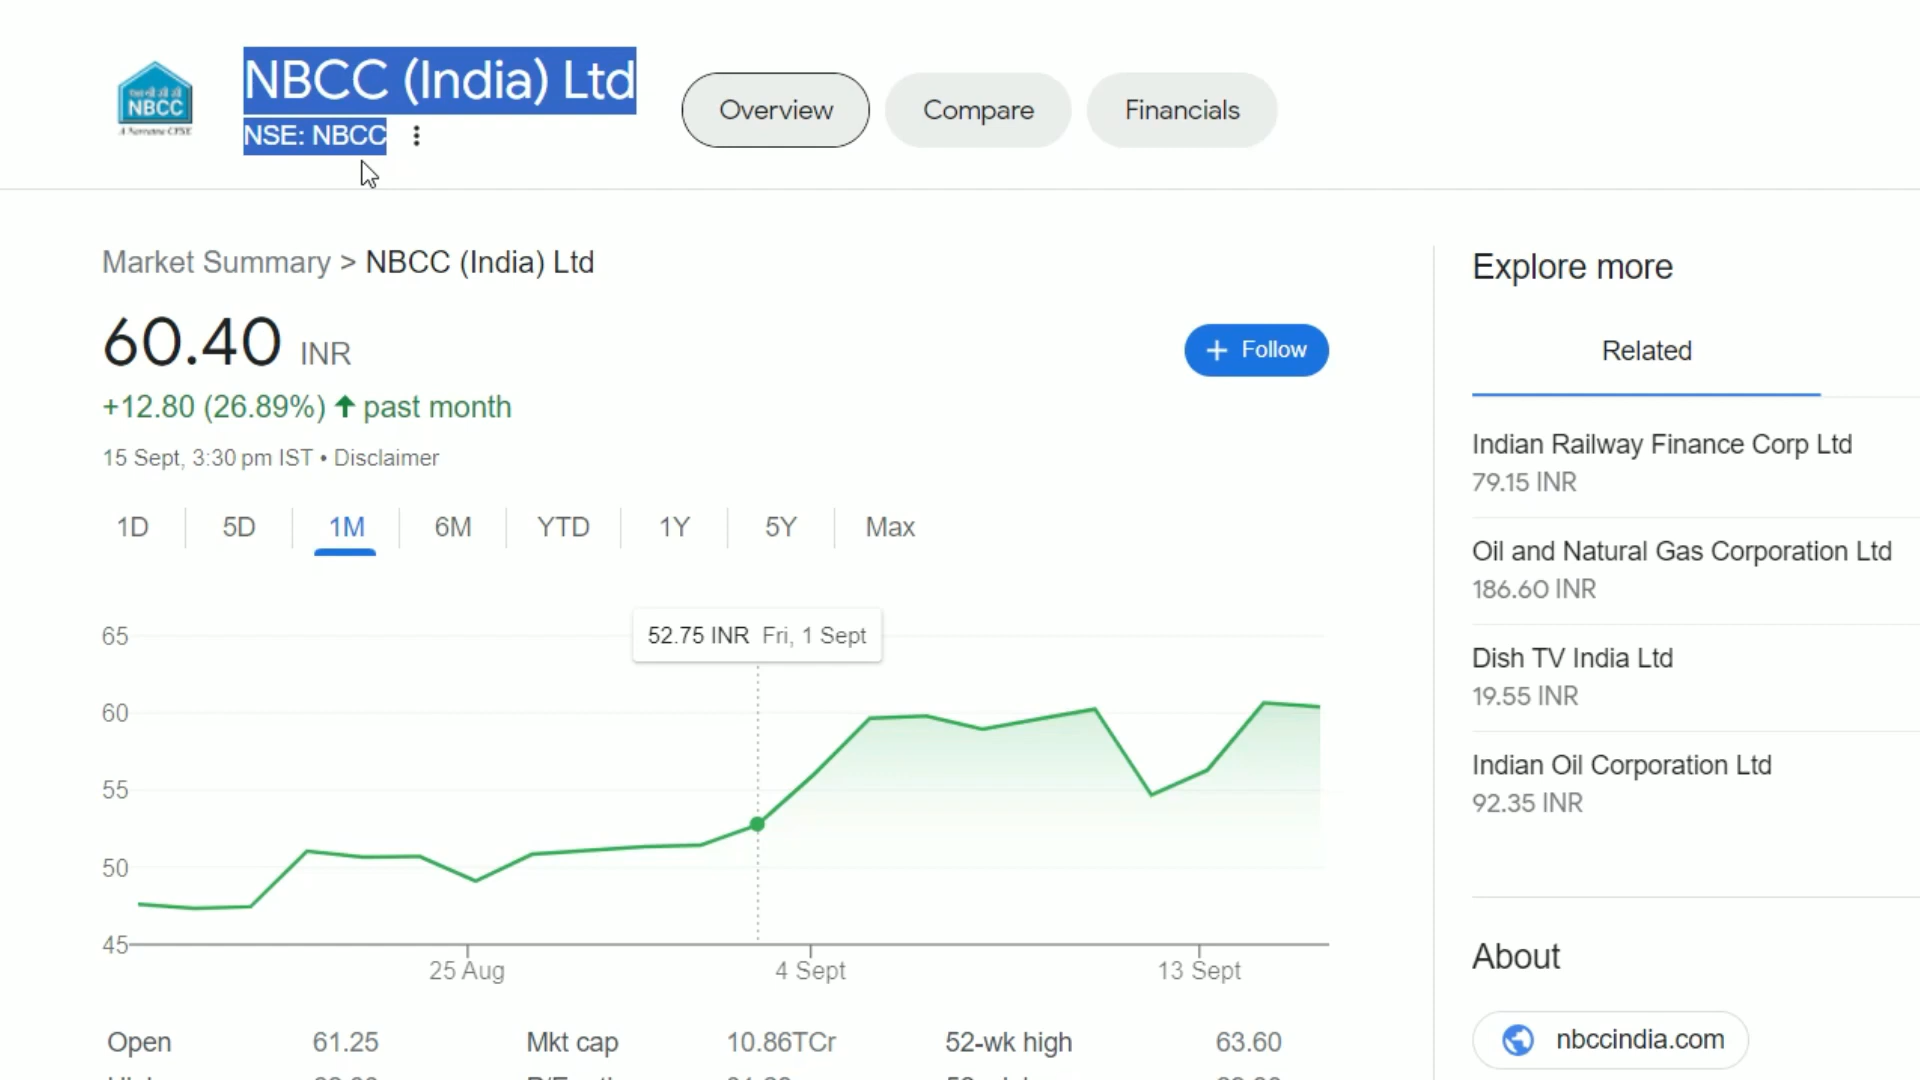 NBCC (India) Ltd
NSE: NBCC
NBCC
Overview
Compare
Financials
Market Summary > NBCC (India) Ltd
60.40 INR
+12.80 (26.89%) ↑ past month
15 Sept, 3:30 pm IST • Disclaimer
+ Follow
1D
5D
1M
6M
YTD
1Y
5Y
Max
52.75 INR Fri, 1 Sept
65
60
55
50
45
25 Aug
4 Sept
13 Sept
Open 61.25
Mkt cap 10.86TCr
52-wk high 63.60
Explore more
Related
Indian Railway Finance Corp Ltd
79.15 INR
Oil and Natural Gas Corporation Ltd
186.60 INR
Dish TV India Ltd
19.55 INR
Indian Oil Corporation Ltd
92.35 INR
About
nbccindia.com